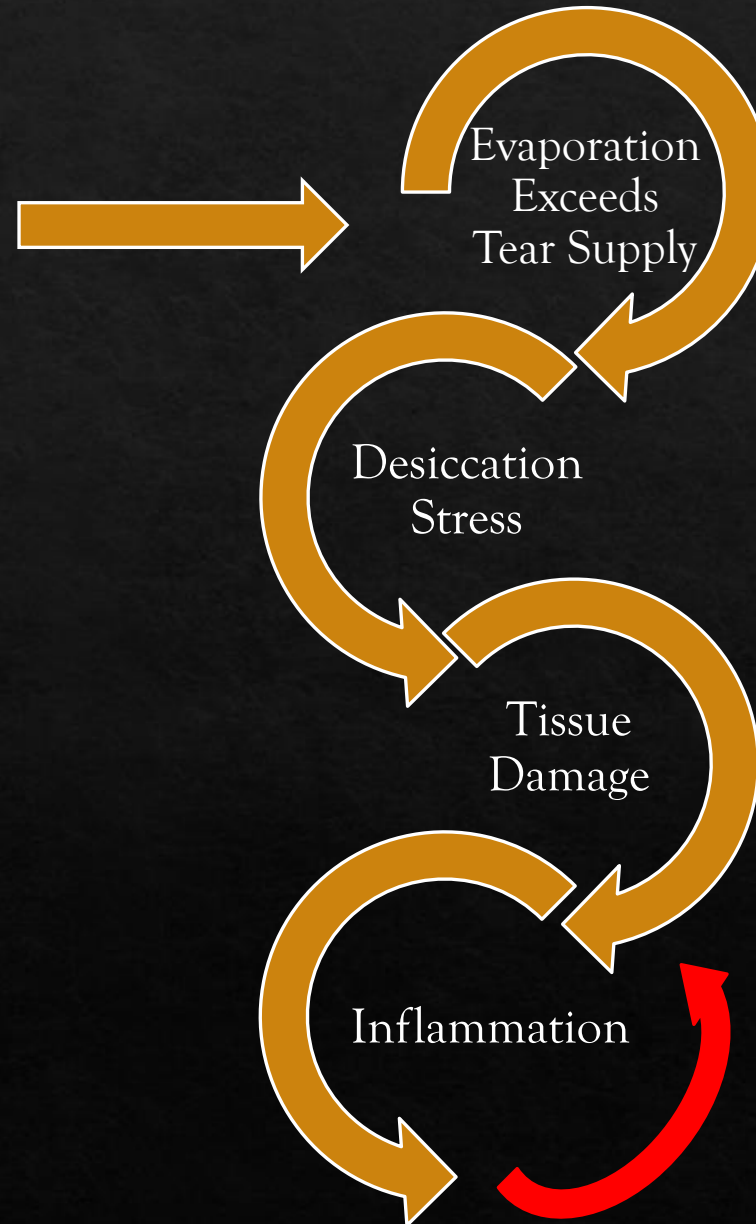 Evaporation
Exceeds
Tear Supply
Desiccation
Stress
Tissue
Damage
Inflammation